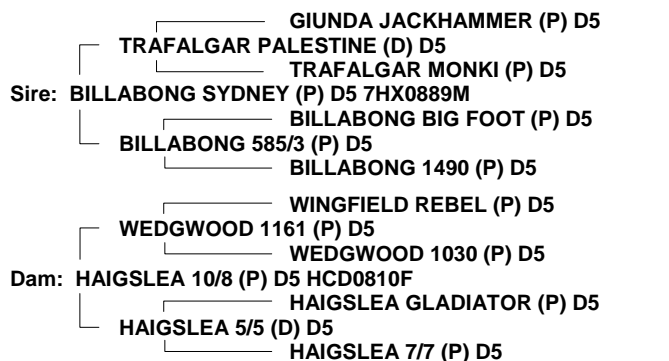 GIUNDA JACKHAMMER (P) D5
TRAFALGAR PALESTINE (D) D5
TRAFALGAR MONKI (P) D5
Sire: BILLABONG SYDNEY (P) D5 7HX0889M
BILLABONG BIG FOOT (P) D5
BILLABONG 585/3 (P) D5
BILLABONG 1490 (P) D5
WINGFIELD REBEL (P) D5
WEDGWOOD 1161 (P) D5
WEDGWOOD 1030 (P) D5
Dam: HAIGSLEA 10/8 (P) D5 HCD0810F
HAIGSLEA GLADIATOR (P) D5
HAIGSLEA 5/5 (D) D5
HAIGSLEA 7/7 (P) D5